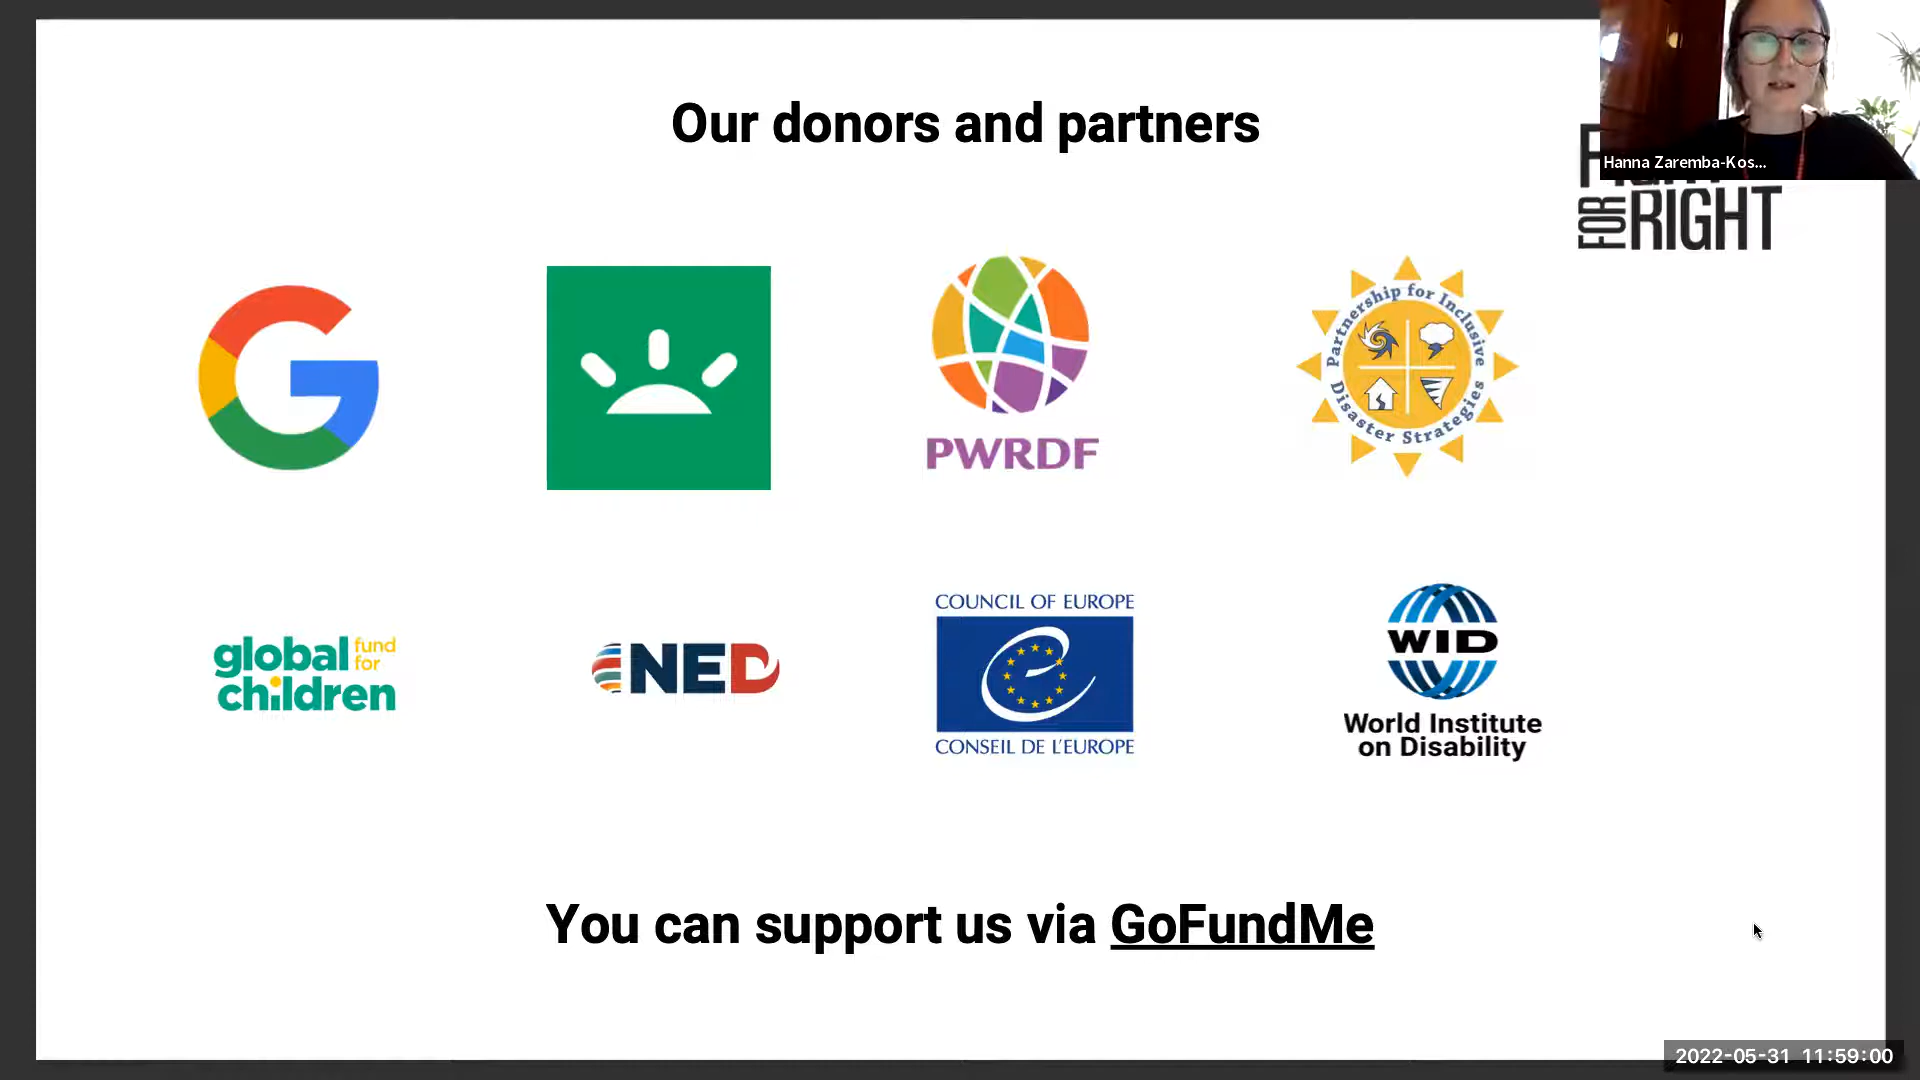 Our donors and partners
Hanna Zaremba-Kos...
FOR RIGHT
PWRDF
Partnership for Inclusive
Disaster Strategies
global fund for
children
NED
COUNCIL OF EUROPE
CONSEIL DE L'EUROPE
WID
World Institute
on Disability
You can support us via GoFundMe
2022-05-31 11:59:00